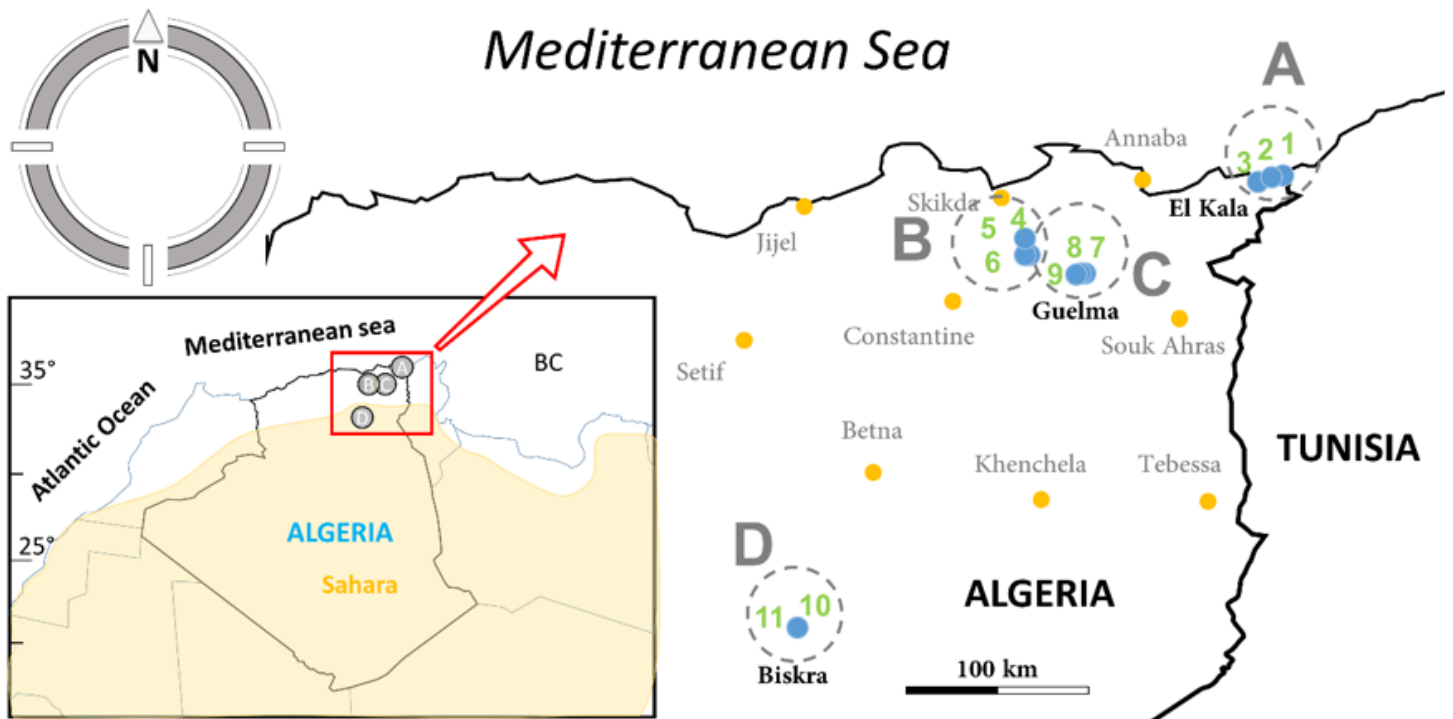 N
Mediterranean Sea
A
Annaba
3 2 1
El Kala
Skikda
Jijel
B
5 4
6
8 7
9
C
Guelma
Constantine
Souk Ahras
Setif
Betna
Khenchela
Tebessa
TUNISIA
D
11 10
Biskra
ALGERIA
100 km
Mediterranean sea
BC
Atlantic Ocean
35°
25°
A
B
C
D
ALGERIA
Sahara